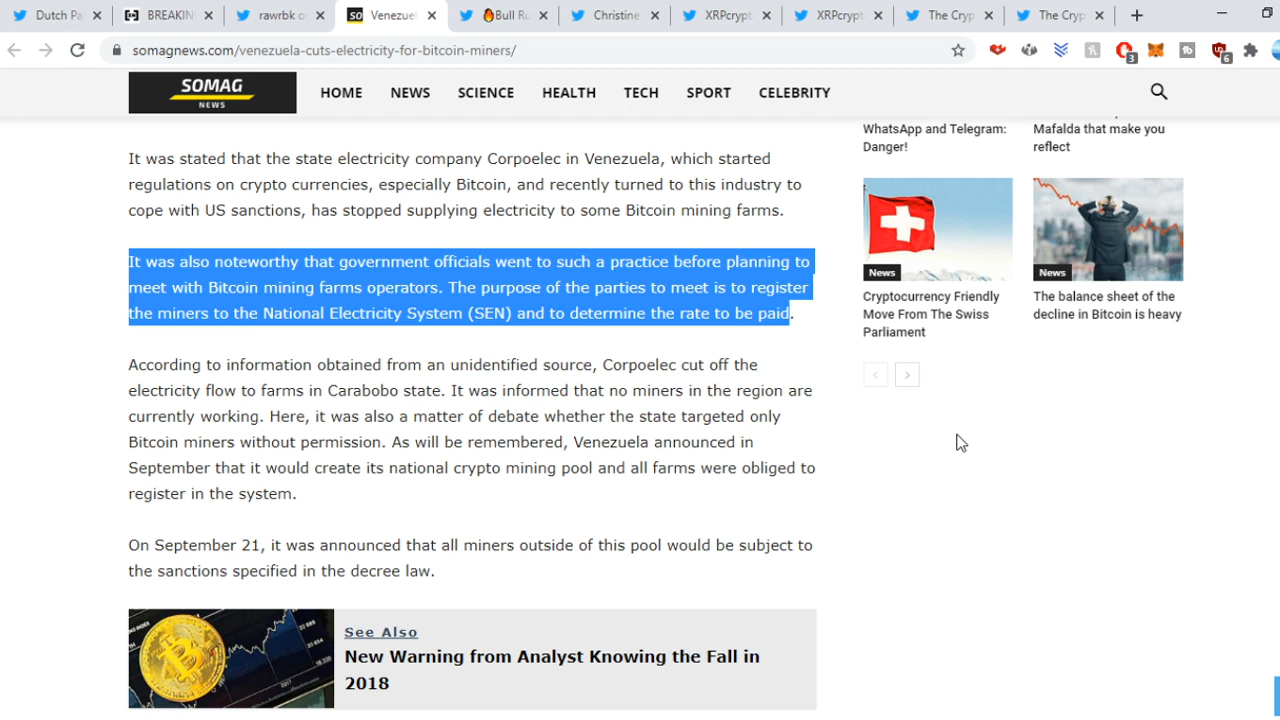 Dutch Pa
BREAKIN
rawrbk o
Venezuel
🔥Bull Ru
Christine
XRPcrypt
XRPcrypt
The Cryp
The Cryp
somagnews.com/venezuela-cuts-electricity-for-bitcoin-miners/
3
6
SOMAG
NEWS
HOME
NEWS
SCIENCE
HEALTH
TECH
SPORT
CELEBRITY
It was stated that the state electricity company Corpoelec in Venezuela, which started
regulations on crypto currencies, especially Bitcoin, and recently turned to this industry to
cope with US sanctions, has stopped supplying electricity to some Bitcoin mining farms.
It was also noteworthy that government officials went to such a practice before planning to
meet with Bitcoin mining farms operators. The purpose of the parties to meet is to register
the miners to the National Electricity System (SEN) and to determine the rate to be paid.
According to information obtained from an unidentified source, Corpoelec cut off the
electricity flow to farms in Carabobo state. It was informed that no miners in the region are
currently working. Here, it was also a matter of debate whether the state targeted only
Bitcoin miners without permission. As will be remembered, Venezuela announced in
September that it would create its national crypto mining pool and all farms were obliged to
register in the system.
On September 21, it was announced that all miners outside of this pool would be subject to
the sanctions specified in the decree law.
See Also
New Warning from Analyst Knowing the Fall in
2018
WhatsApp and Telegram:
Danger!
Mafalda that make you
reflect
News
Cryptocurrency Friendly
Move From The Swiss
Parliament
News
The balance sheet of the
decline in Bitcoin is heavy